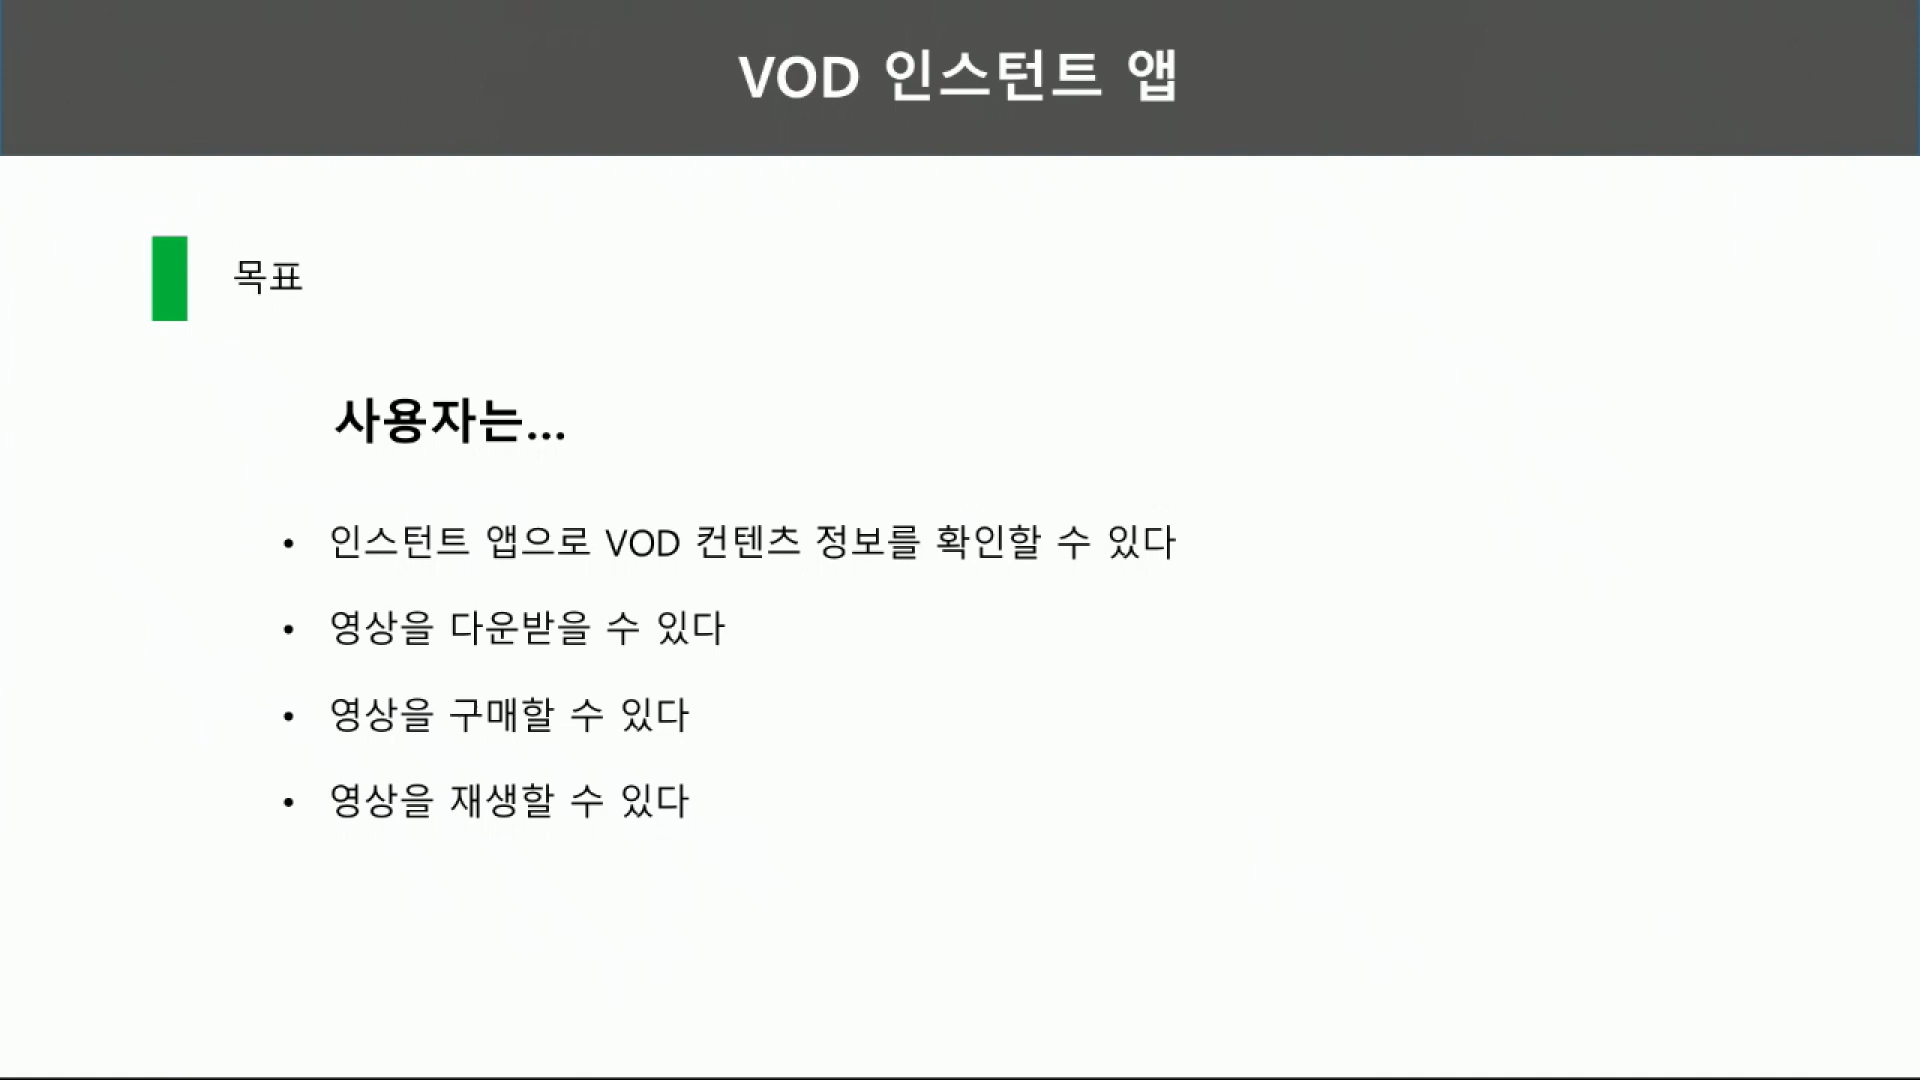 VOD 인스턴트 앱
목표
사용자는...
• 인스턴트 앱으로 VOD 컨텐츠 정보를 확인할 수 있다
• 영상을 다운받을 수 있다
• 영상을 구매할 수 있다
• 영상을 재생할 수 있다